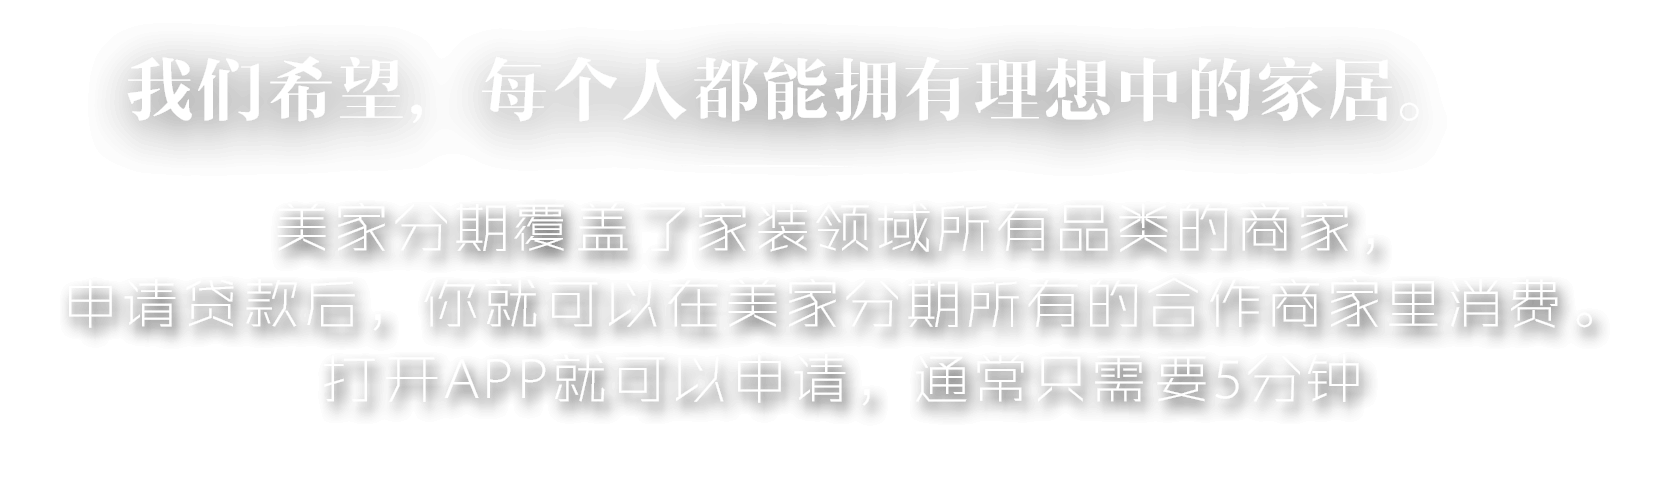 我们希望，每个人都能拥有理想中的家居。
美家分期覆盖了家装领域所有品类的商家，
申请贷款后，你就可以在美家分期所有的合作商家里消费。
打开APP就可以申请，通常只需要5分钟